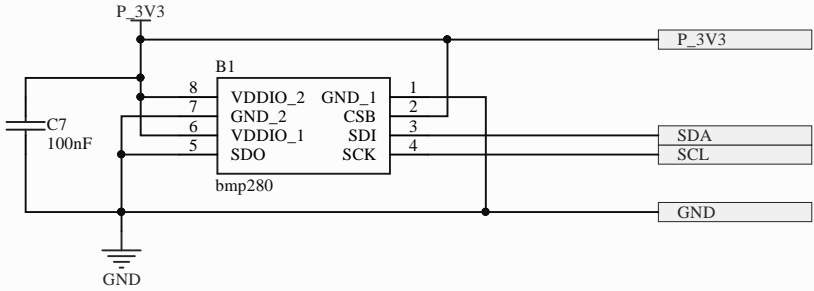 P_3V3
P_3V3
B1
8 VDDIO_2 GND_1 1
7 GND_2 CSB 2
C7 6 VDDIO_1 SDI 3 SDA
100nF 5 SDO SCK 4 SCL
bmp280
GND
GND